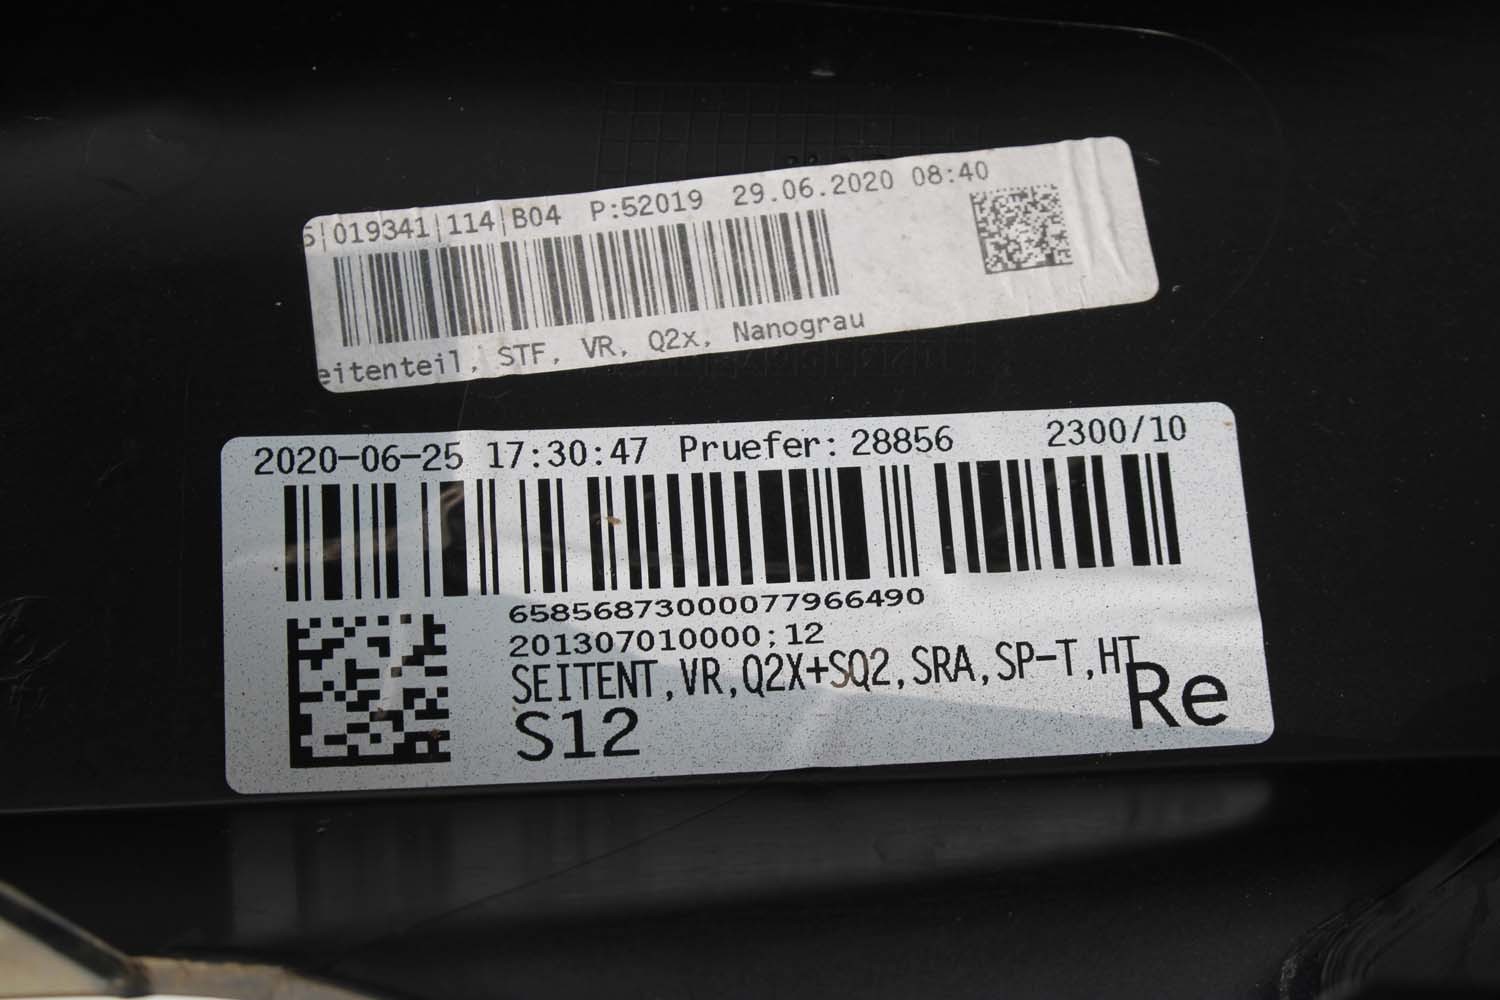 5|019341|114|B04 P:52019 29.06.2020 08:40
eitenteil, STF, VR, Q2x, Nanograu
2020-06-25 17:30:47 Pruefer: 28856 2300/10
65856873000077966490
201307010000;12
SEITENT,VR,Q2X+SQ2,SRA,SP-T,HT
S12 Re